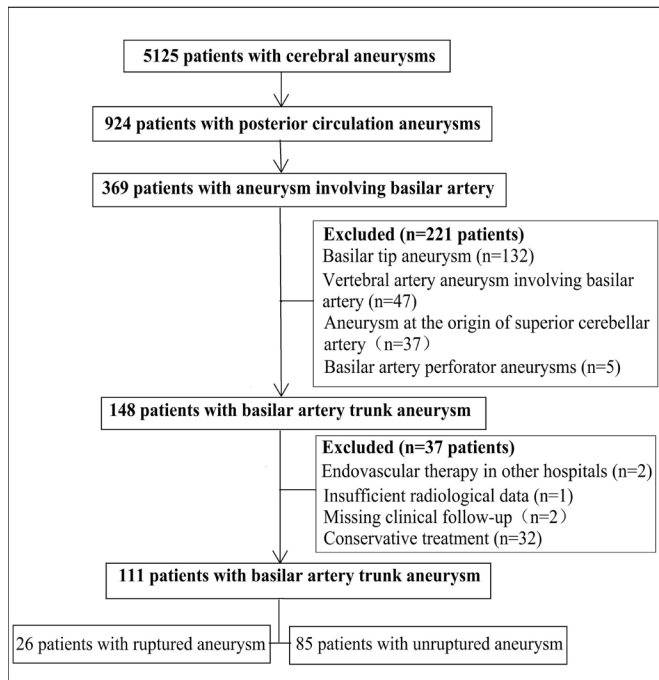 5125 patients with cerebral aneurysms
924 patients with posterior circulation aneurysms
369 patients with aneurysm involving basilar artery
Excluded (n=221 patients)
Basilar tip aneurysm (n=132)
Vertebral artery aneurysm involving basilar
artery (n=47)
Aneurysm at the origin of superior cerebellar
artery（n=37）
Basilar artery perforator aneurysms (n=5)
148 patients with basilar artery trunk aneurysm
Excluded (n=37 patients)
Endovascular therapy in other hospitals (n=2)
Insufficient radiological data (n=1)
Missing clinical follow-up（n=2）
Conservative treatment (n=32)
111 patients with basilar artery trunk aneurysm
26 patients with ruptured aneurysm
85 patients with unruptured aneurysm